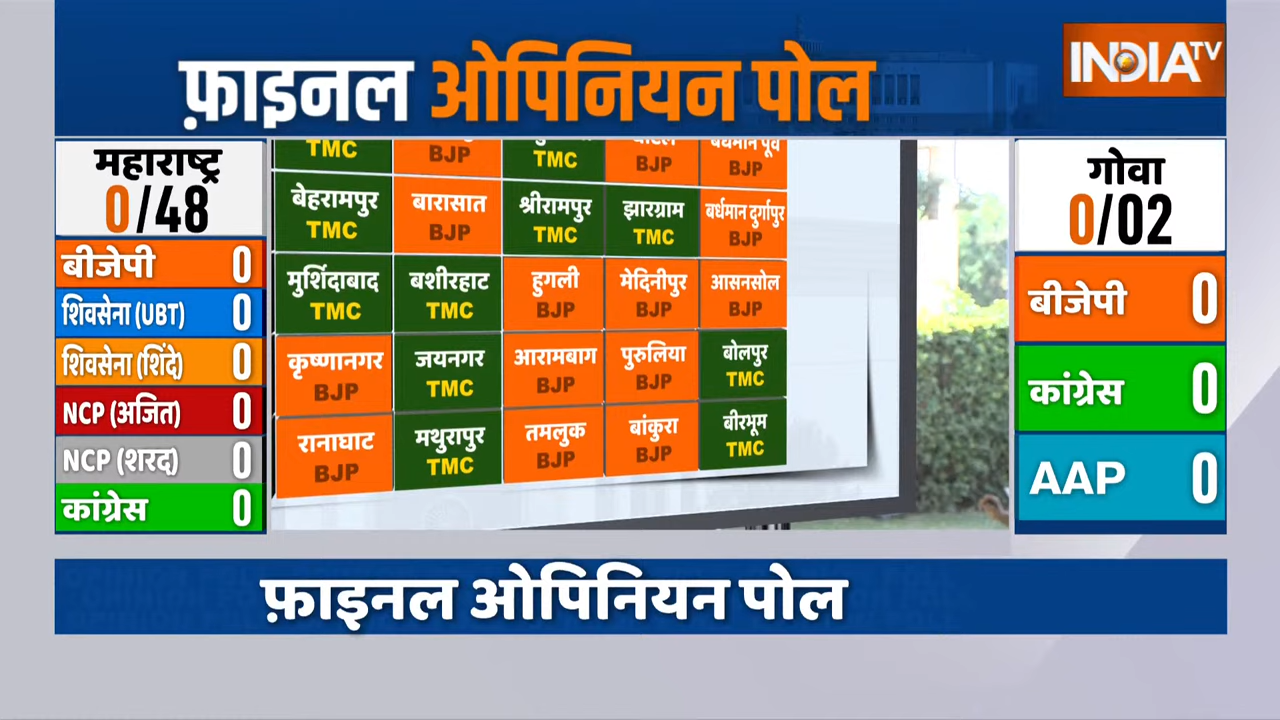 फ़ाइनल ओपिनियन पोल
INDIA TV
महाराष्ट्र
0/48
बीजेपी 0
शिवसेना (UBT) 0
शिवसेना (शिंदे) 0
NCP (अजित) 0
NCP (शरद) 0
कांग्रेस 0
TMC BJP TMC BJP BJP
बेहरामपुर बारासात श्रीरामपुर झारग्राम बर्धमान दुर्गापुर
TMC BJP TMC TMC BJP
मुर्शिदाबाद बशीरहाट हुगली मेदिनीपुर आसनसोल
TMC TMC BJP BJP BJP
कृष्णानगर जयनगर आरामबाग पुरुलिया बोलपुर
BJP TMC BJP BJP TMC
रानाघाट मथुरापुर तमलुक बांकुरा बीरभूम
BJP TMC BJP BJP TMC
गोवा
0/02
बीजेपी 0
कांग्रेस 0
AAP 0
फ़ाइनल ओपिनियन पोल